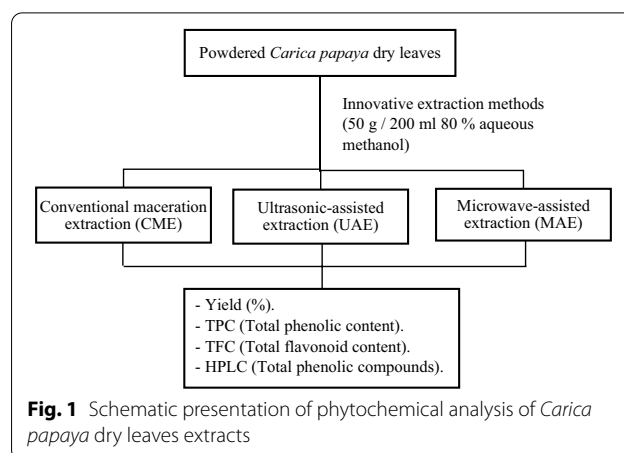 Powdered Carica papaya dry leaves
Innovative extraction methods
(50 g / 200 ml 80 % aqueous
methanol)
Conventional maceration
extraction (CME)
Ultrasonic-assisted
extraction (UAE)
Microwave-assisted
extraction (MAE)
- Yield (%).
- TPC (Total phenolic content).
- TFC (Total flavonoid content).
- HPLC (Total phenolic compounds).
Fig. 1 Schematic presentation of phytochemical analysis of Carica
papaya dry leaves extracts